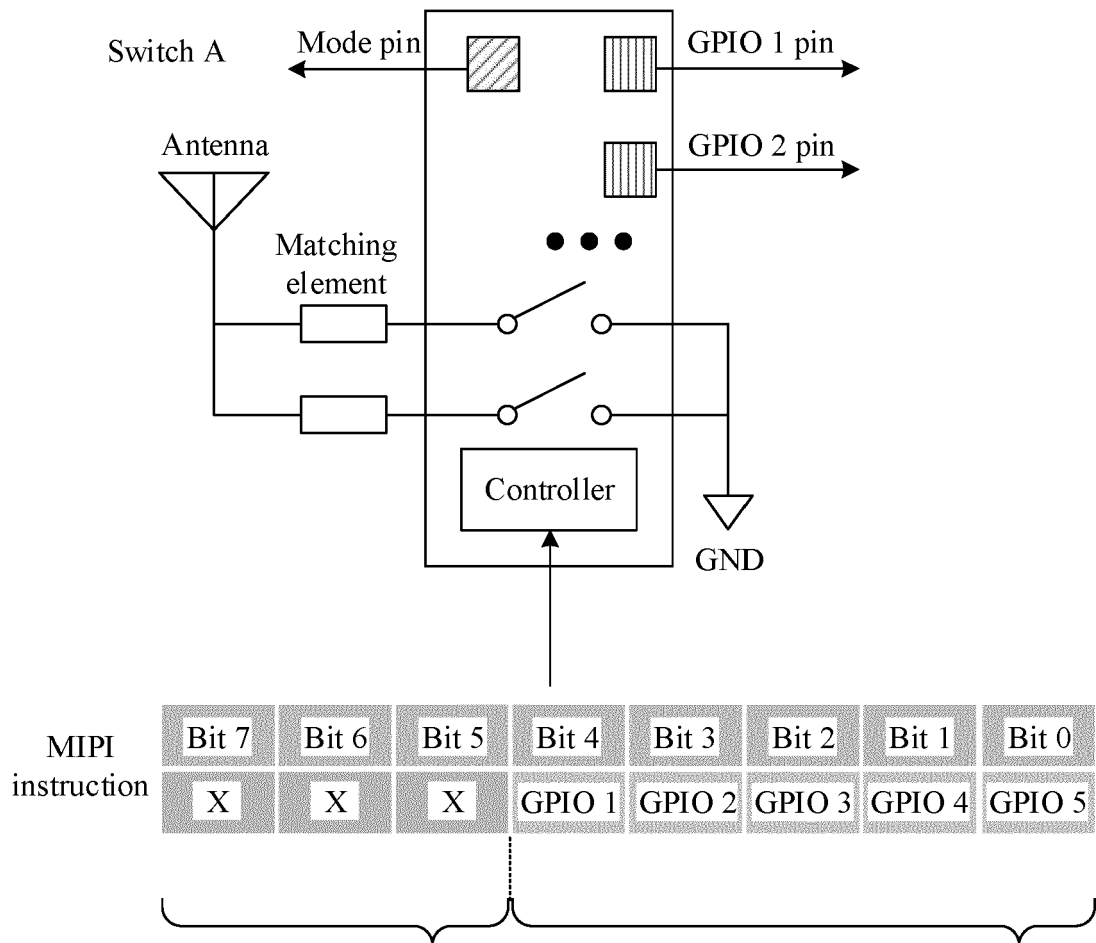 Switch A
Mode pin
GPIO 1 pin
GPIO 2 pin
Antenna
Matching
element
Controller
GND
MIPI
instruction
Bit 7 Bit 6 Bit 5 Bit 4 Bit 3 Bit 2 Bit 1 Bit 0
X X X GPIO 1 GPIO 2 GPIO 3 GPIO 4 GPIO 5